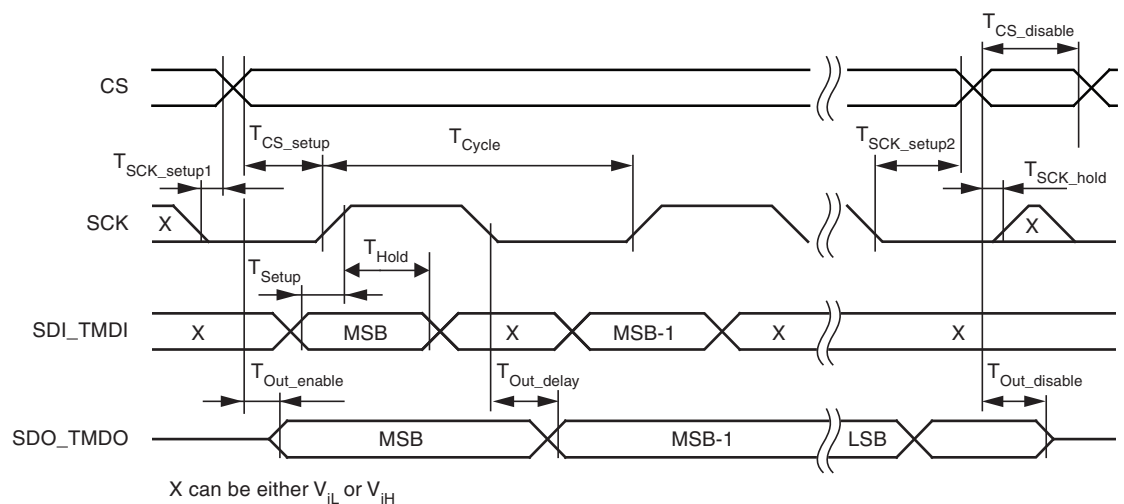 T_CS_disable
CS
T_CS_setup
T_Cycle
T_SCK_setup2
T_SCK_setup1
T_SCK_hold
SCK
X
X
T_Hold
T_Setup
SDI_TMDI
X
MSB
X
MSB-1
X
X
T_Out_enable
T_Out_delay
T_Out_disable
SDO_TMDO
MSB
MSB-1
LSB
X can be either V_iL or V_iH